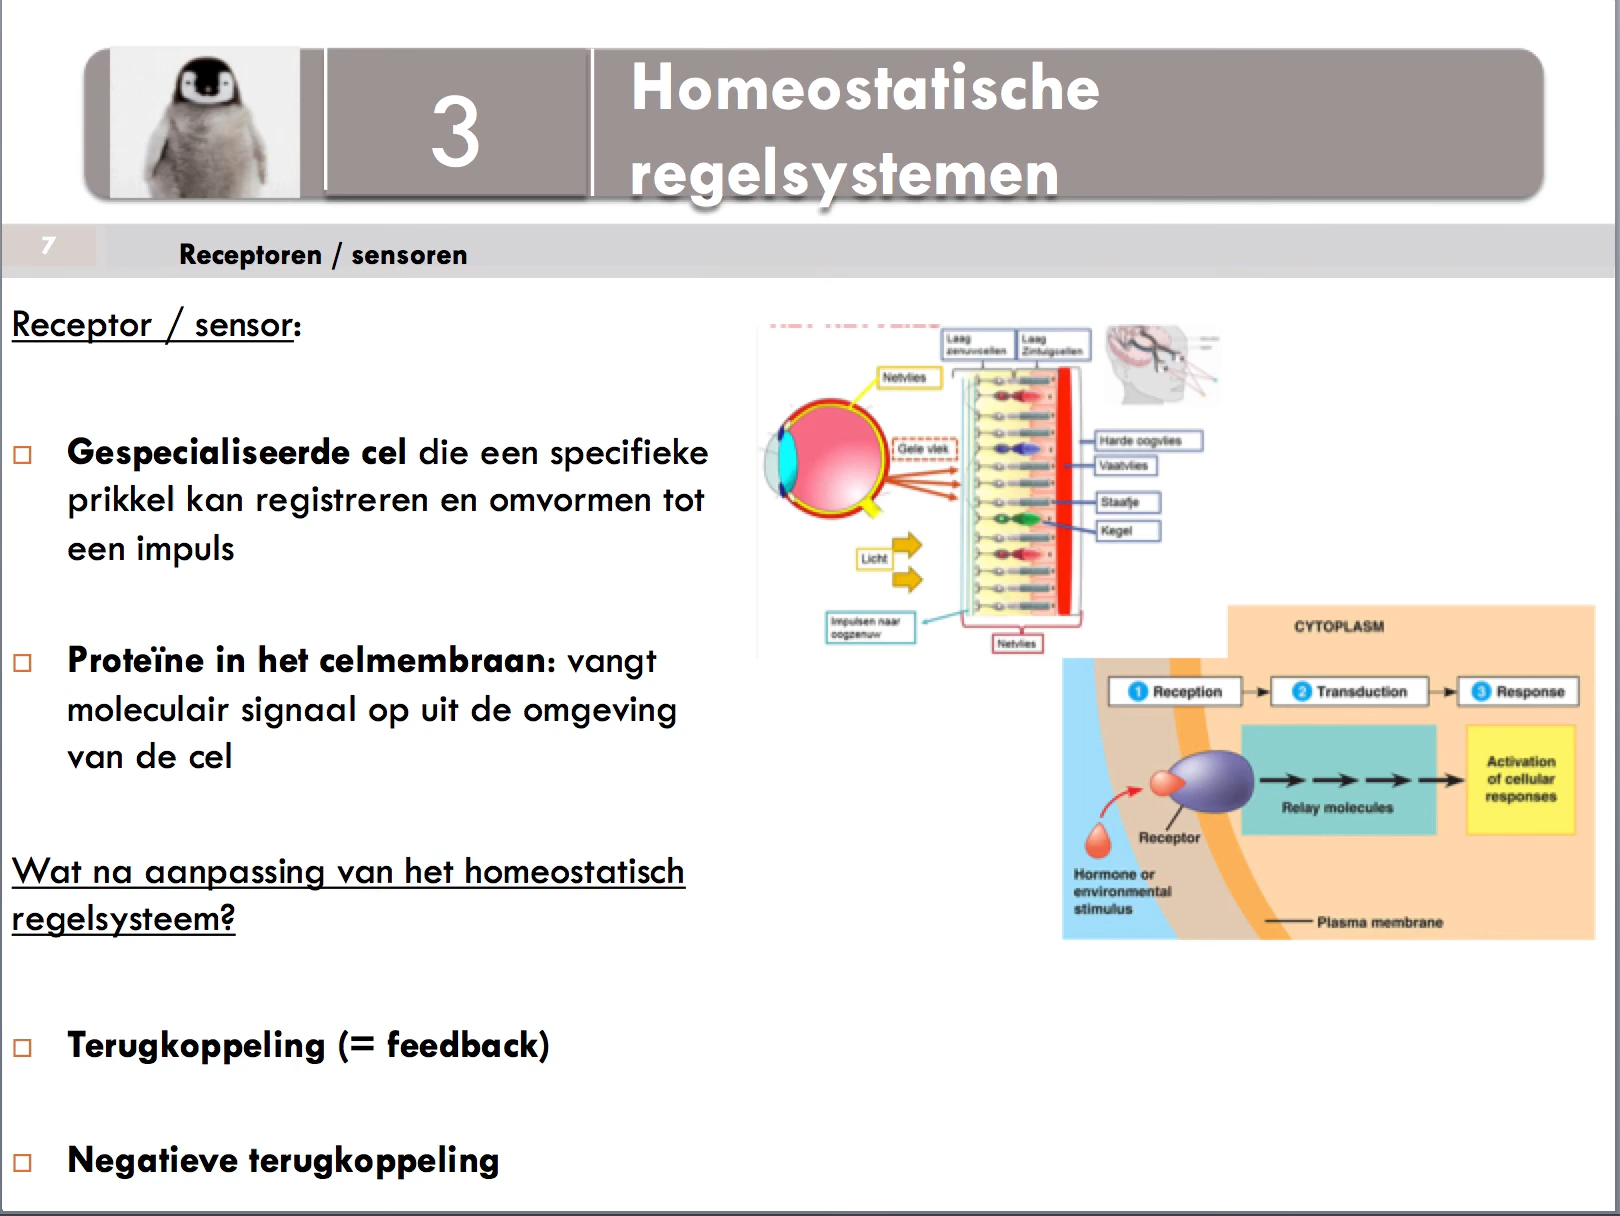 3
Homeostatische
regelsystemen
7
Receptoren / sensoren
Receptor / sensor:
Gespecialiseerde cel die een specifieke
prikkel kan registreren en omvormen tot
een impuls
Proteïne in het celmembraan: vangt
moleculair signaal op uit de omgeving
van de cel
Wat na aanpassing van het homeostatisch
regelsysteem?
Terugkoppeling (= feedback)
Negatieve terugkoppeling
Laag
zenuwcellen
Laag
Zintuigcellen
Netvlies
Gele vlek
Harde oogvlies
Vaatvlies
Staafje
Kegel
Licht
Impulsen naar
oogzenuw
Netvlies
CYTOPLASM
1 Reception
2 Transduction
3 Response
Activation
of cellular
responses
Relay molecules
Receptor
Hormone or
environmental
stimulus
Plasma membrane